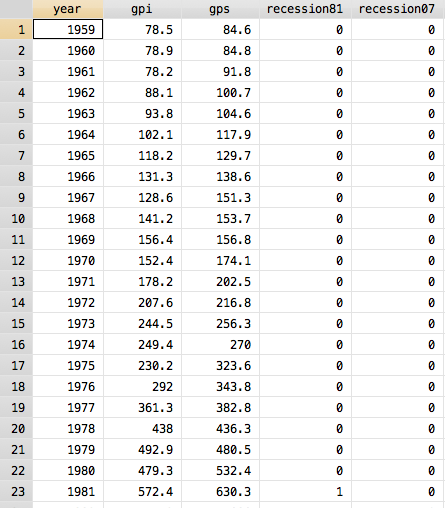 year gpi gps recession81 recession07
1 1959 78.5 84.6 0 0
2 1960 78.9 84.8 0 0
3 1961 78.2 91.8 0 0
4 1962 88.1 100.7 0 0
5 1963 93.8 104.6 0 0
6 1964 102.1 117.9 0 0
7 1965 118.2 129.7 0 0
8 1966 131.3 138.6 0 0
9 1967 128.6 151.3 0 0
10 1968 141.2 153.7 0 0
11 1969 156.4 156.8 0 0
12 1970 152.4 174.1 0 0
13 1971 178.2 202.5 0 0
14 1972 207.6 216.8 0 0
15 1973 244.5 256.3 0 0
16 1974 249.4 270 0 0
17 1975 230.2 323.6 0 0
18 1976 292 343.8 0 0
19 1977 361.3 382.8 0 0
20 1978 438 436.3 0 0
21 1979 492.9 480.5 0 0
22 1980 479.3 532.4 0 0
23 1981 572.4 630.3 1 0